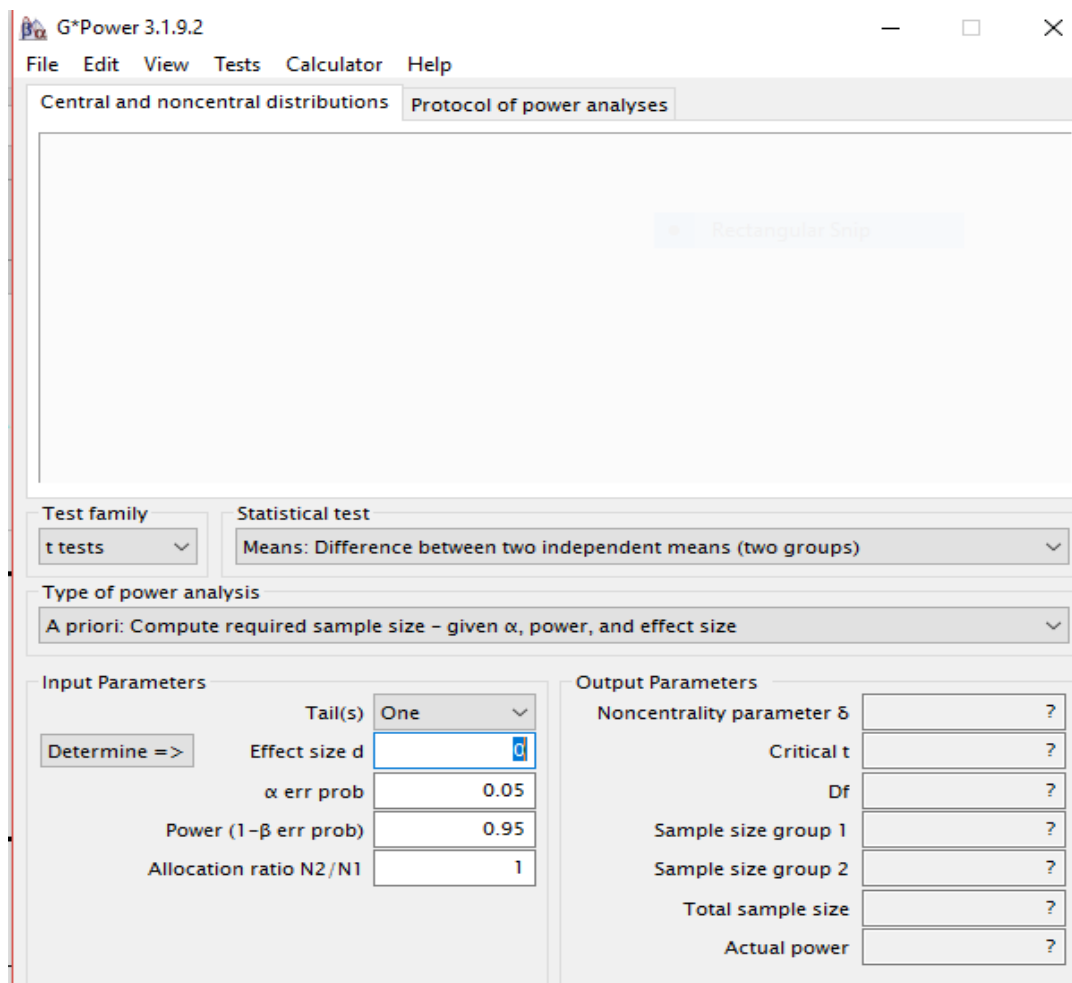 G*Power 3.1.9.2
File Edit View Tests Calculator Help
Central and noncentral distributions Protocol of power analyses
Rectangular Snip
Test family Statistical test
t tests Means: Difference between two independent means (two groups)
Type of power analysis
A priori: Compute required sample size – given α, power, and effect size
Input Parameters Output Parameters
Tail(s) One Noncentrality parameter δ ?
Determine => Effect size d 0 Critical t ?
α err prob 0.05 Df ?
Power (1–β err prob) 0.95 Sample size group 1 ?
Allocation ratio N2/N1 1 Sample size group 2 ?
Total sample size ?
Actual power ?